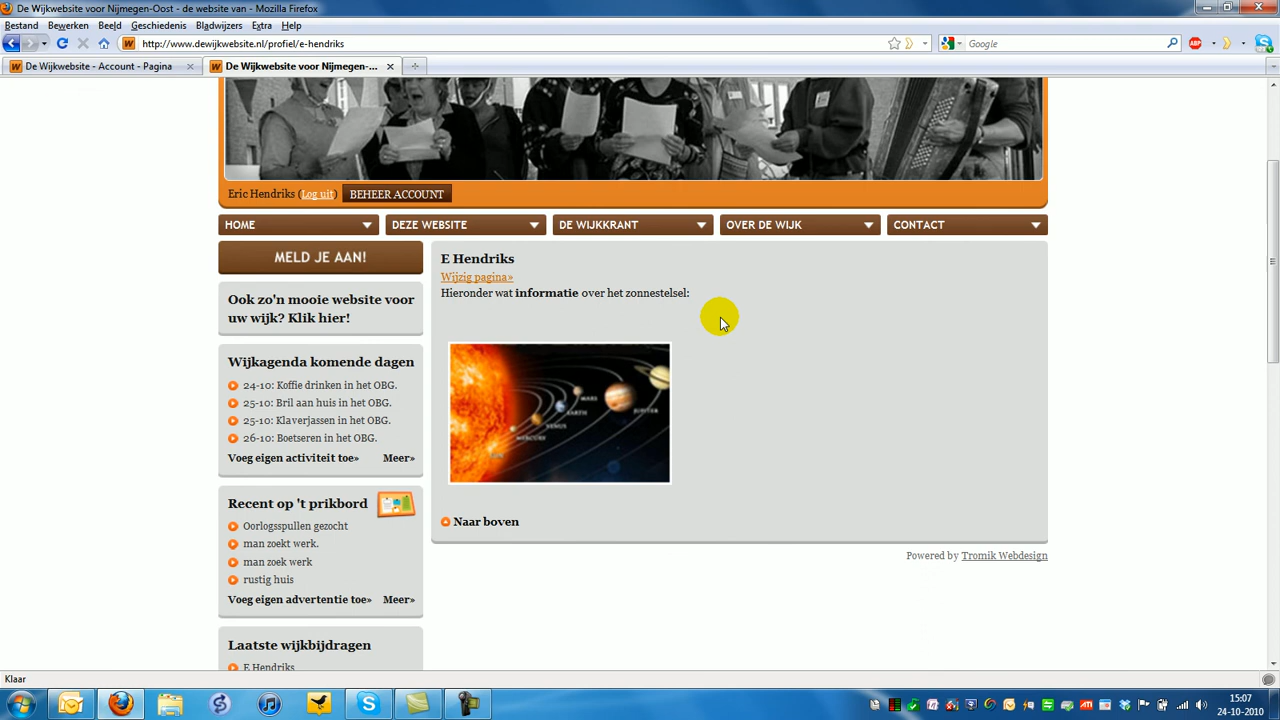 De Wijkwebsite voor Nijmegen-Oost - de website van - Mozilla Firefox
Bestand Bewerken Beeld Geschiedenis Bladwijzers Extra Help
http://www.dewijkwebsite.nl/profiel/e-hendriks
Google
ABP
De Wijkwebsite - Account - Pagina
De Wijkwebsite voor Nijmegen-...
Eric Hendriks (Log uit) BEHEER ACCOUNT
HOME DEZE WEBSITE DE WIJKKRANT OVER DE WIJK CONTACT
MELD JE AAN!
Ook zo'n mooie website voor
uw wijk? Klik hier!
Wijkagenda komende dagen
24-10: Koffie drinken in het OBG.
25-10: Bril aan huis in het OBG.
25-10: Klaverjassen in het OBG.
26-10: Boetseren in het OBG.
Voeg eigen activiteit toe» Meer»
Recent op 't prikbord
Oorlogsspullen gezocht
man zoekt werk.
man zoek werk
rustig huis
Voeg eigen advertentie toe» Meer»
Laatste wijkbijdragen
E Hendriks
E Hendriks
Wijzig pagina»
Hieronder wat informatie over het zonnestelsel:
MARS
EARTH
JUPITER
VENUS
MERCURY
Naar boven
Powered by Tromik Webdesign
Klaar
15:07
24-10-2010